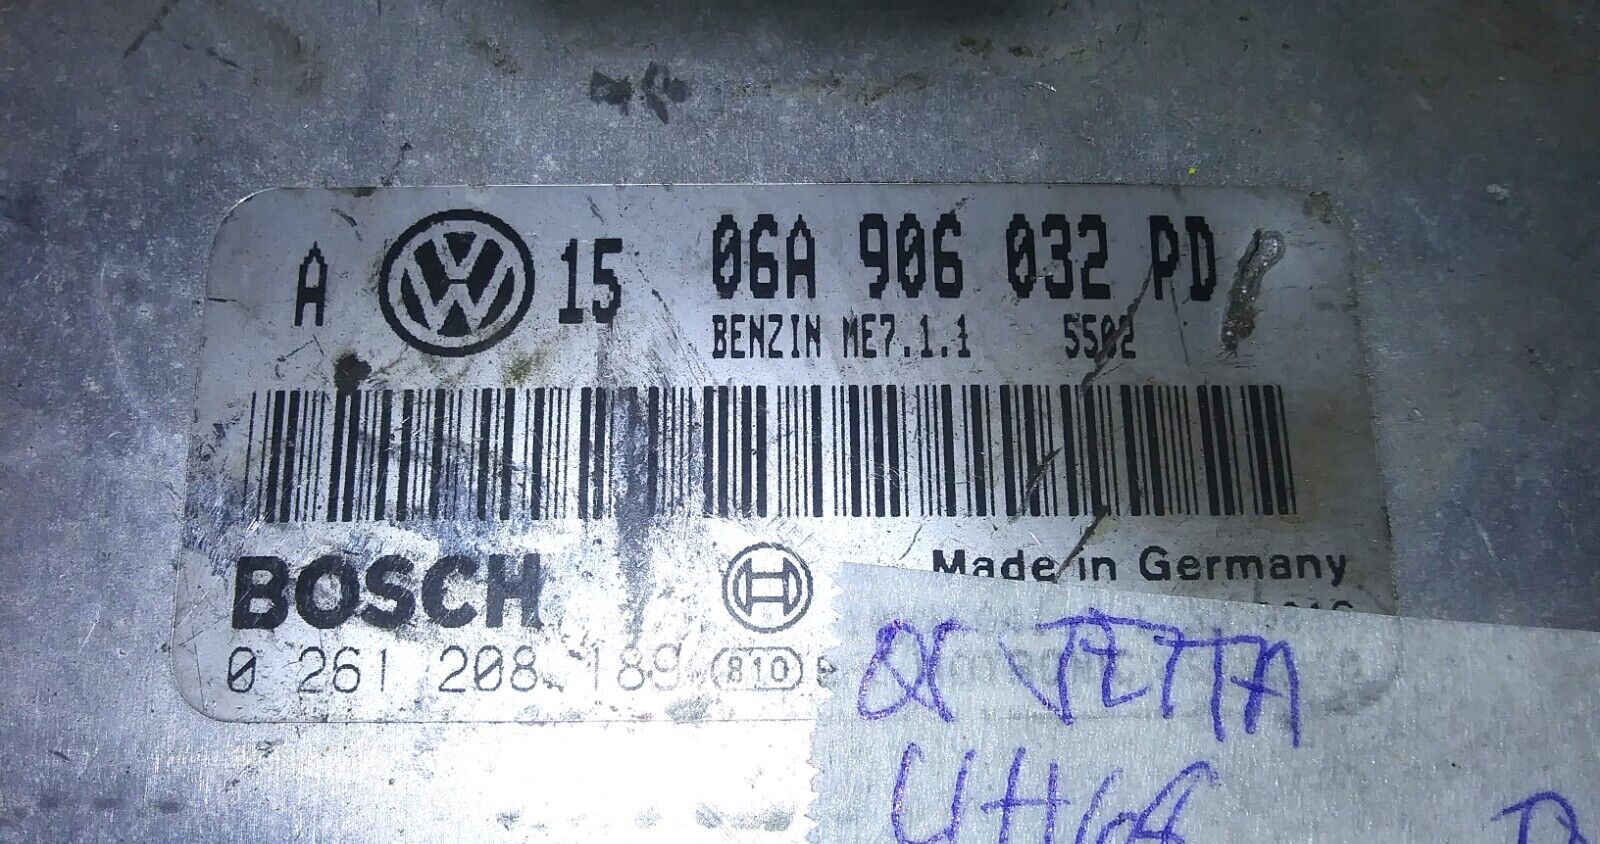 A 15 06A 906 032 PD
BENZIN ME7.1.1 5502
BOSCH Made in Germany
0 261 208 189 810
JETTA